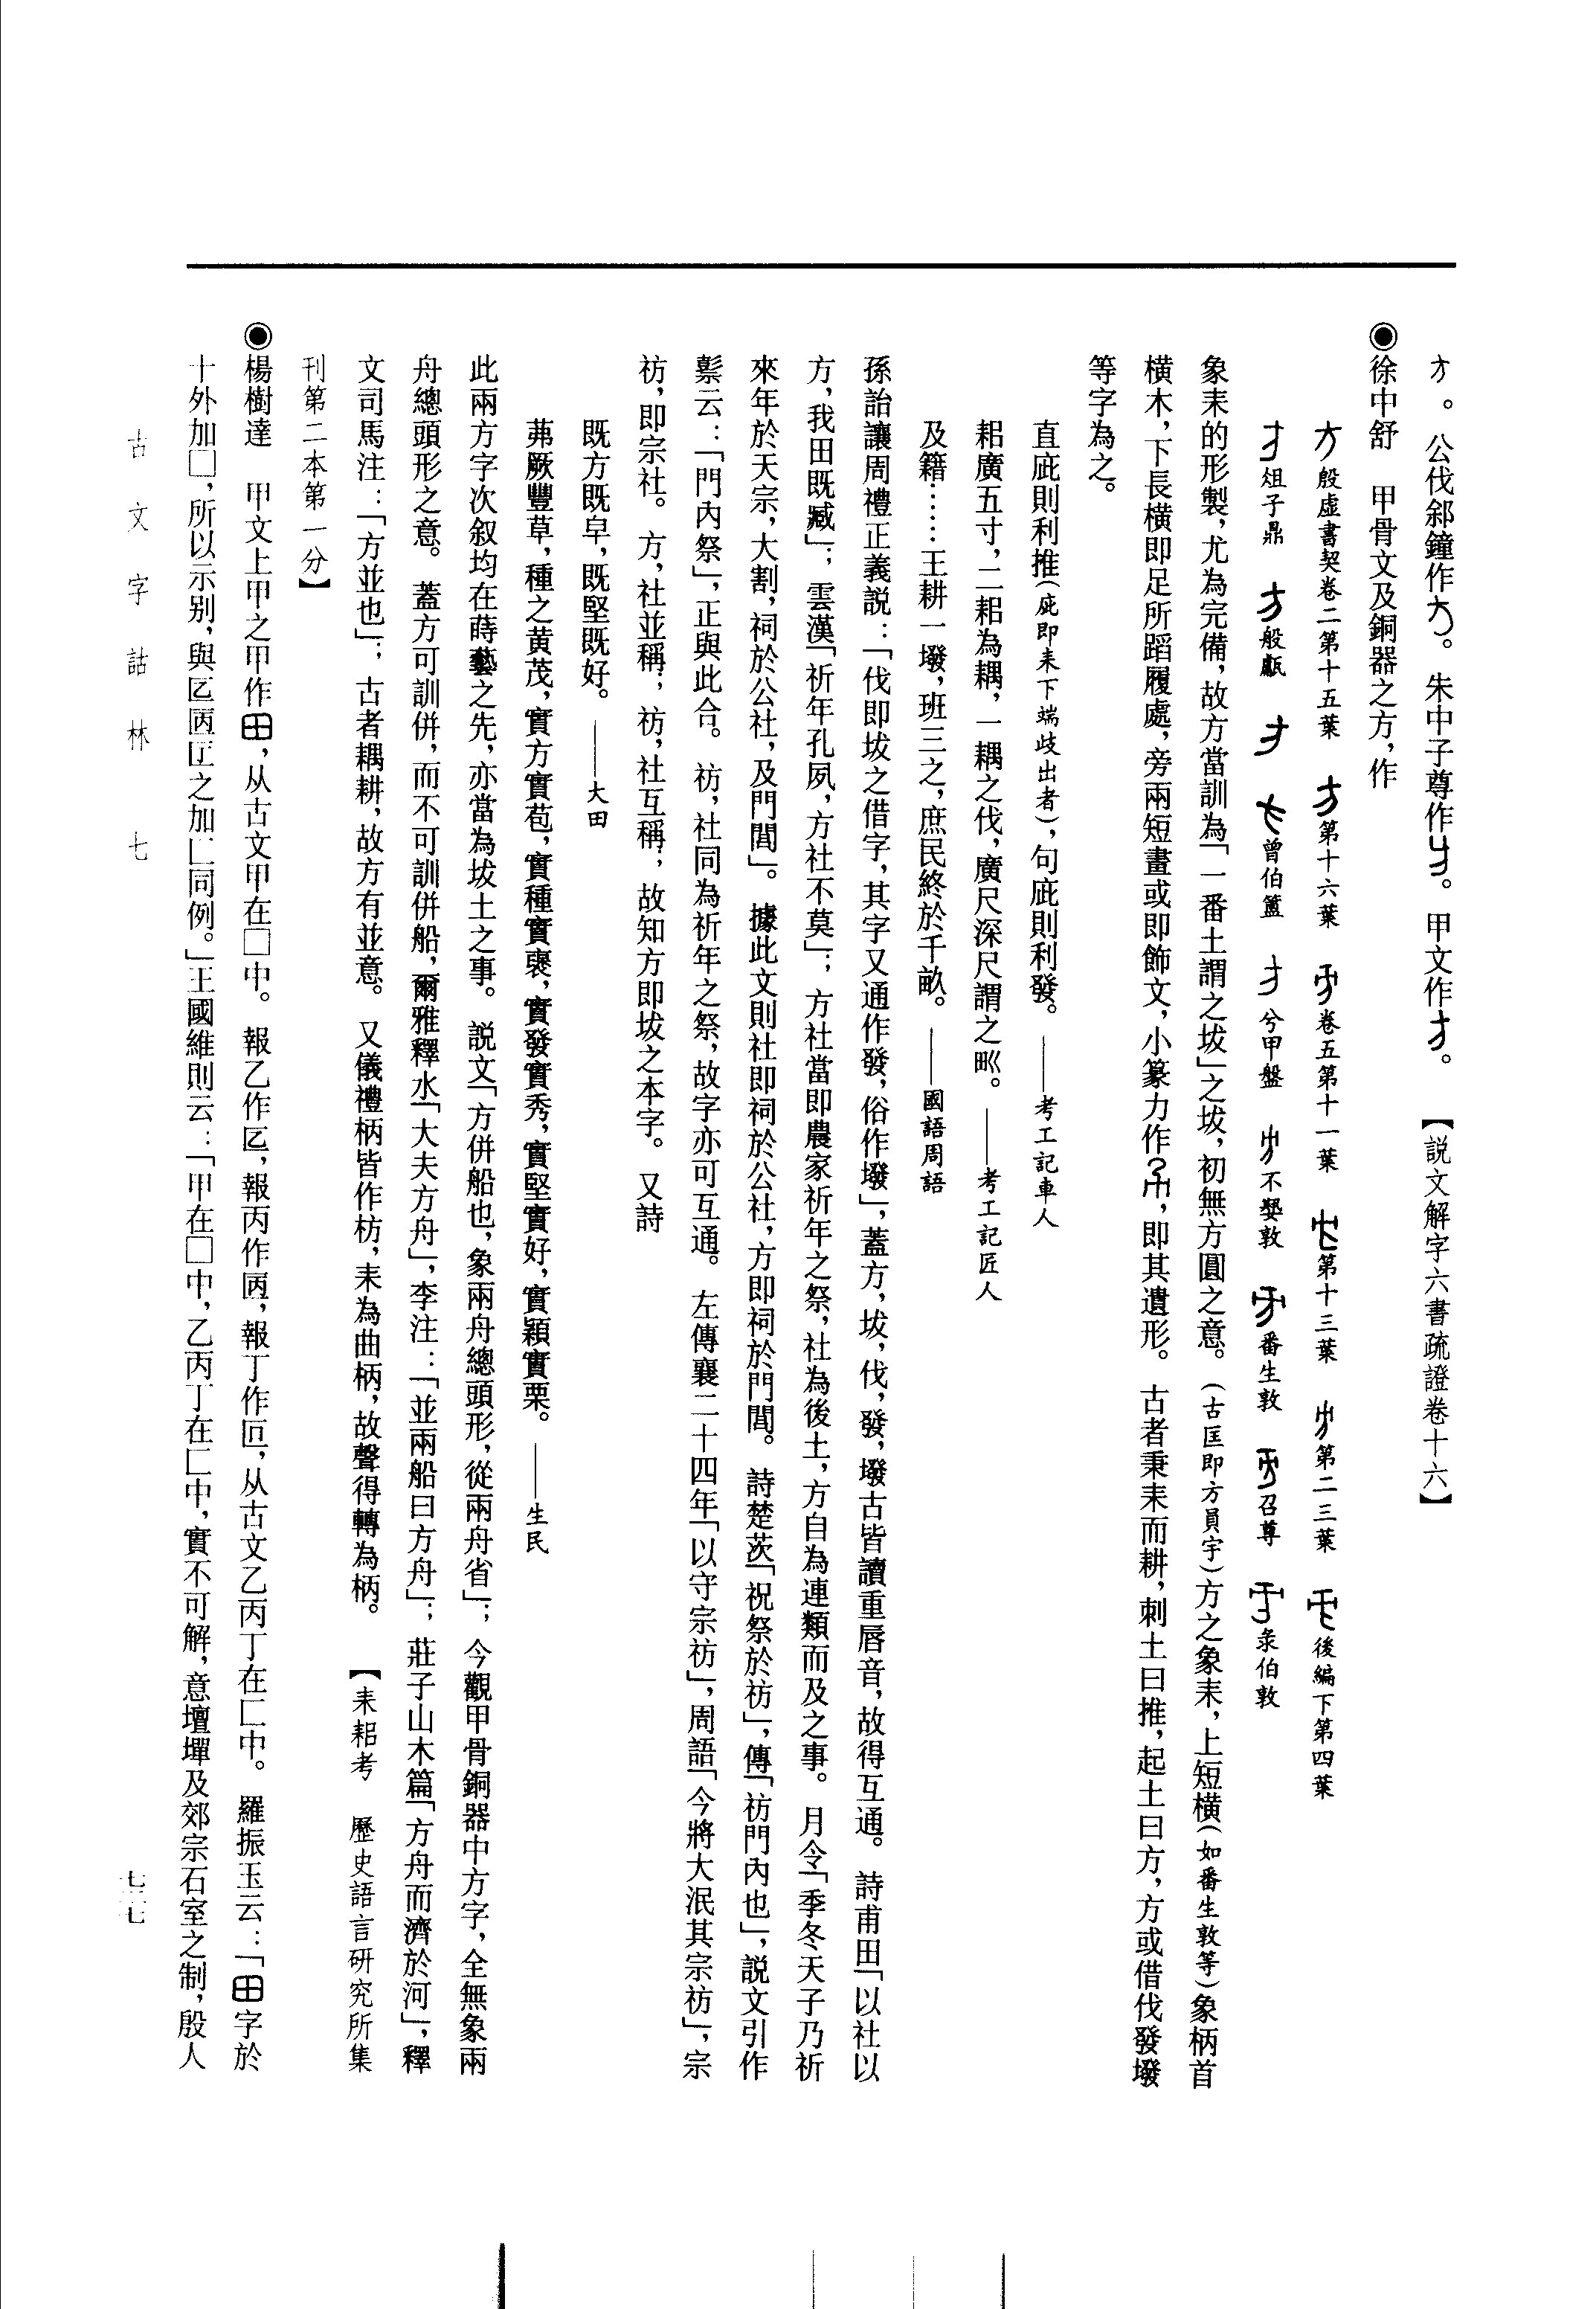 。公伐郐鐘作。朱中子尊作。甲文作。【說文解字六書疏證卷十六】
◉徐中舒　甲骨文及銅器之方，作
殷虛書契卷二第十五葉　第十六葉　卷五第十一葉　第十三葉　第二三葉　後編下第四葉
俎子鼎　般甗　曾伯簠　兮甲盤　不𡠗敦　番生敦　召尊　彔伯敦
象耒的形製，尤為完備，故方當訓為「一番土謂之坺」之坺，初無方圓之意。（古匡即方員字）方之象耒，上短橫（如番生敦等）象柄首
橫木，下長橫即足所蹈履處，旁兩短畫或即飾文，小篆力作，即其遺形。古者秉耒而耕，刺土曰推，起土曰方，方或借伐發墢
等字為之。
直庛則利推（庛即耒下端歧出者），句庛則利發。——考工記車人
耜廣五寸，二耜為耦，一耦之伐，廣尺深尺謂之𤰕。——考工記匠人
及籍……王耕一墢，班三之，庶民終於千畝。——國語周語
孫詒讓周禮正義説：「伐即坺之借字，其字又通作發，俗作墢」，蓋方，坺，伐，發，墢古皆讀重唇音，故得互通。詩甫田「以社以
方，我田既臧」；雲漢「祈年孔夙，方社不莫」；方社當即農家祈年之祭，社為後土，方自為連類而及之事。月令「季冬天子乃祈
來年於天宗，大割，祠於公社，及門閭」。據此文則社即祠於公社，方即祠於門閭。詩楚茨「祝祭於祊」，傳「祊門內也」，説文引作
䄫云：「門內祭」，正與此合。祊，社同為祈年之祭，故字亦可互通。左傳襄二十四年「以守宗祊」，周語「今將大泯其宗祊」，宗
祊，即宗社。方，社並稱；祊，社互稱；故知方即坺之本字。又詩
既方既皁，既堅既好。——大田
茀厥豐草，種之黃茂，實方實苞，實種實褎，實發實秀，實堅實好，實穎實栗。——生民
此兩方字次叙均在蒔藝之先，亦當為坺土之事。説文「方併船也，象兩舟總頭形，從兩舟省」；今觀甲骨銅器中方字，全無象兩
舟總頭形之意。蓋方可訓併，而不可訓併船，爾雅釋水「大夫方舟」，李注：「並兩船曰方舟」；莊子山木篇「方舟而濟於河」，釋
文司馬注：「方並也」；古者耦耕，故方有並意。又儀禮柄皆作枋，耒為曲柄，故聲得轉為柄。【耒耜考　歷史語言研究所集
刊第二本第一分】
◉楊樹達　甲文上甲之甲作田，从古文甲在囗中。報乙作𠃑，報丙作，報丁作，从古文乙丙丁在匚中。羅振玉云：「田字於
十外加囗，所以示別，與之加匚同例。」王國維則云：「甲在囗中，乙丙丁在匚中，實不可解，意壇墠及郊宗石室之制，殷人
古文字詁林　七
七二七